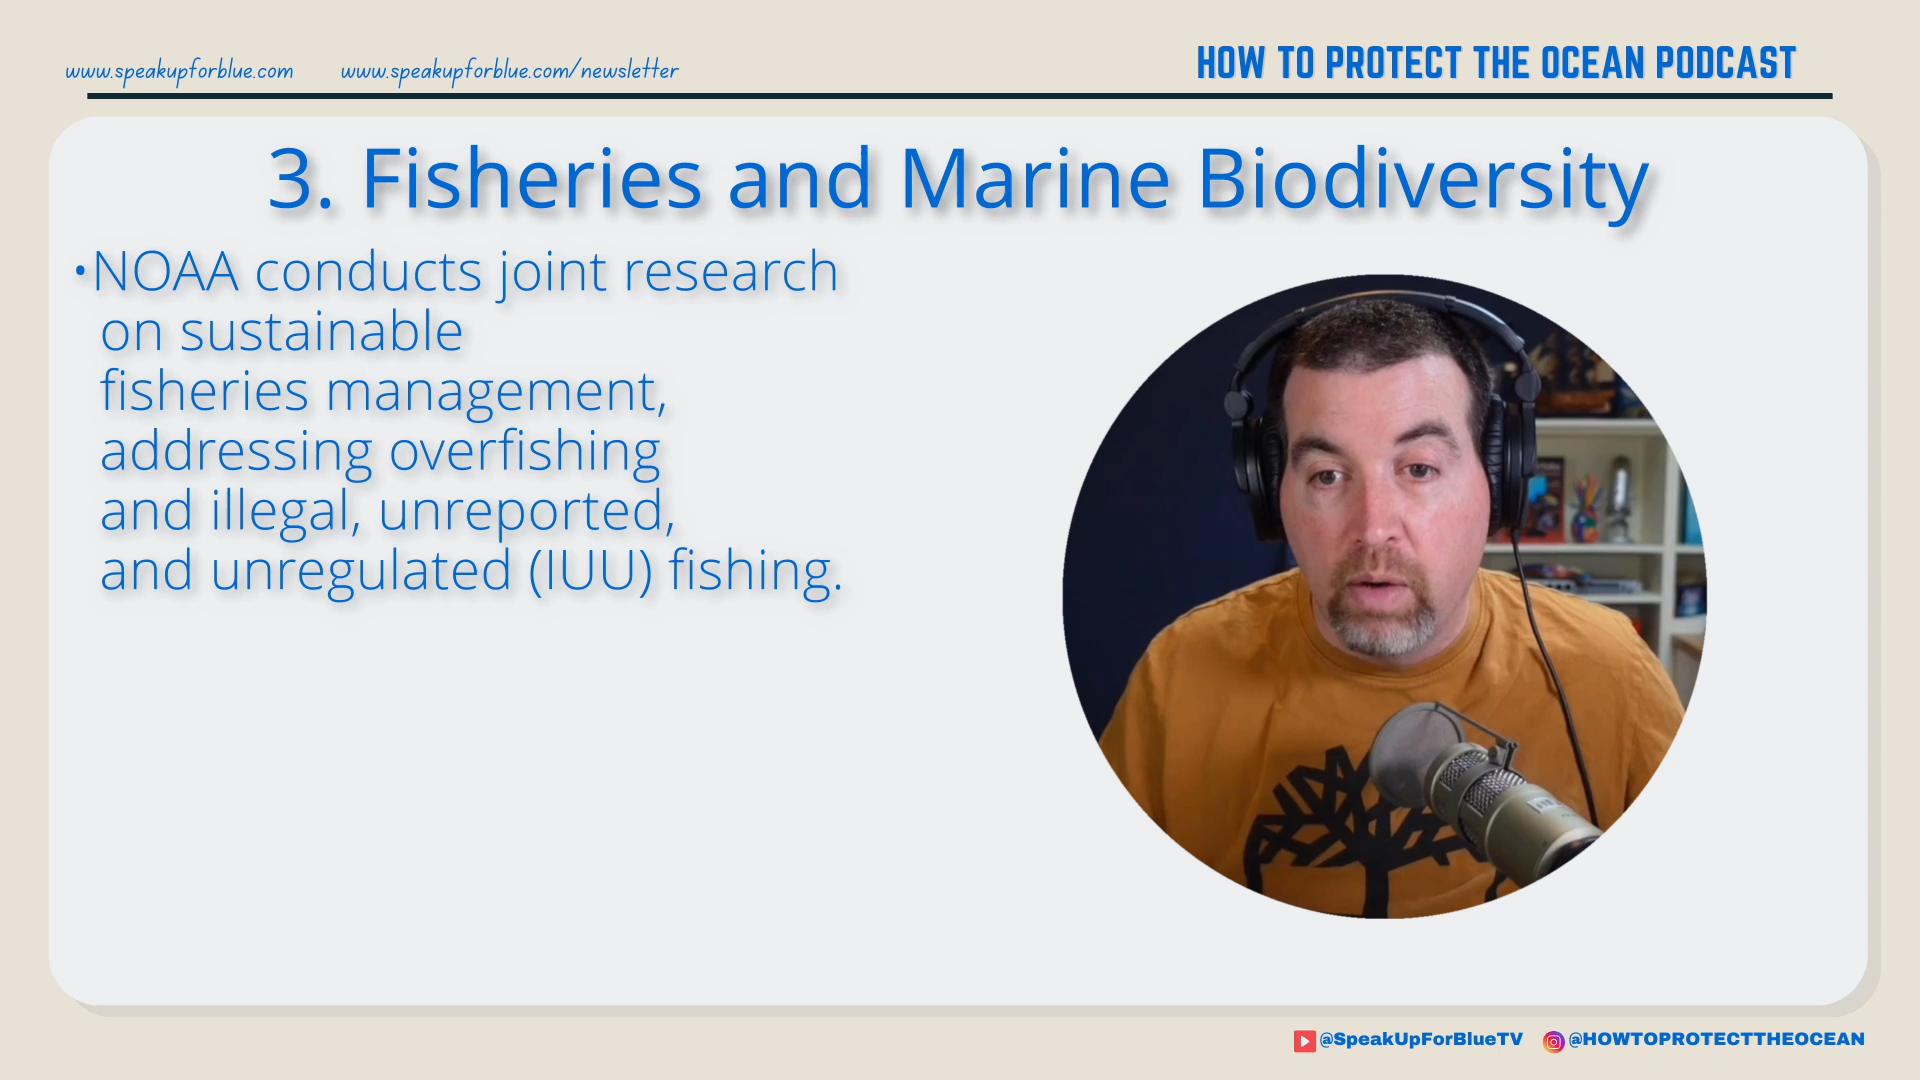 www.speakupforblue.com www.speakupforblue.com/newsletter
HOW TO PROTECT THE OCEAN PODCAST
3. Fisheries and Marine Biodiversity
•NOAA conducts joint research
on sustainable
fisheries management,
addressing overfishing
and illegal, unreported,
and unregulated (IUU) fishing.
@SpeakUpForBlueTV @HOWTOPROTECTTHEOCEAN